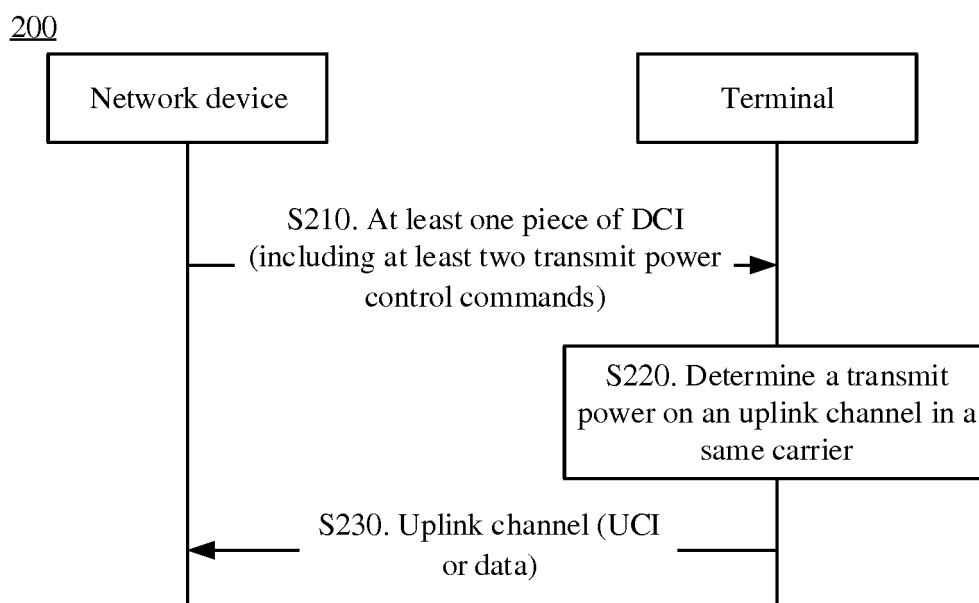 200
Network device
Terminal
S210. At least one piece of DCI
(including at least two transmit power
control commands)
S220. Determine a transmit
power on an uplink channel in a
same carrier
S230. Uplink channel (UCI
or data)